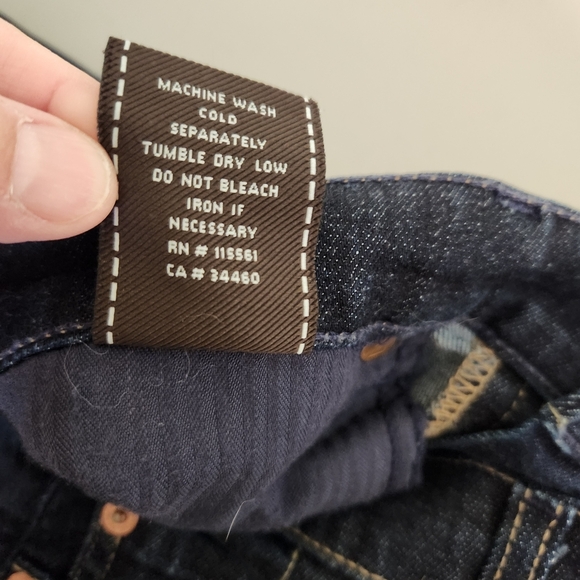 MACHINE WASH
COLD
SEPARATELY
TUMBLE DRY LOW
DO NOT BLEACH
IRON IF
NECESSARY
RN # 115561
CA # 34460